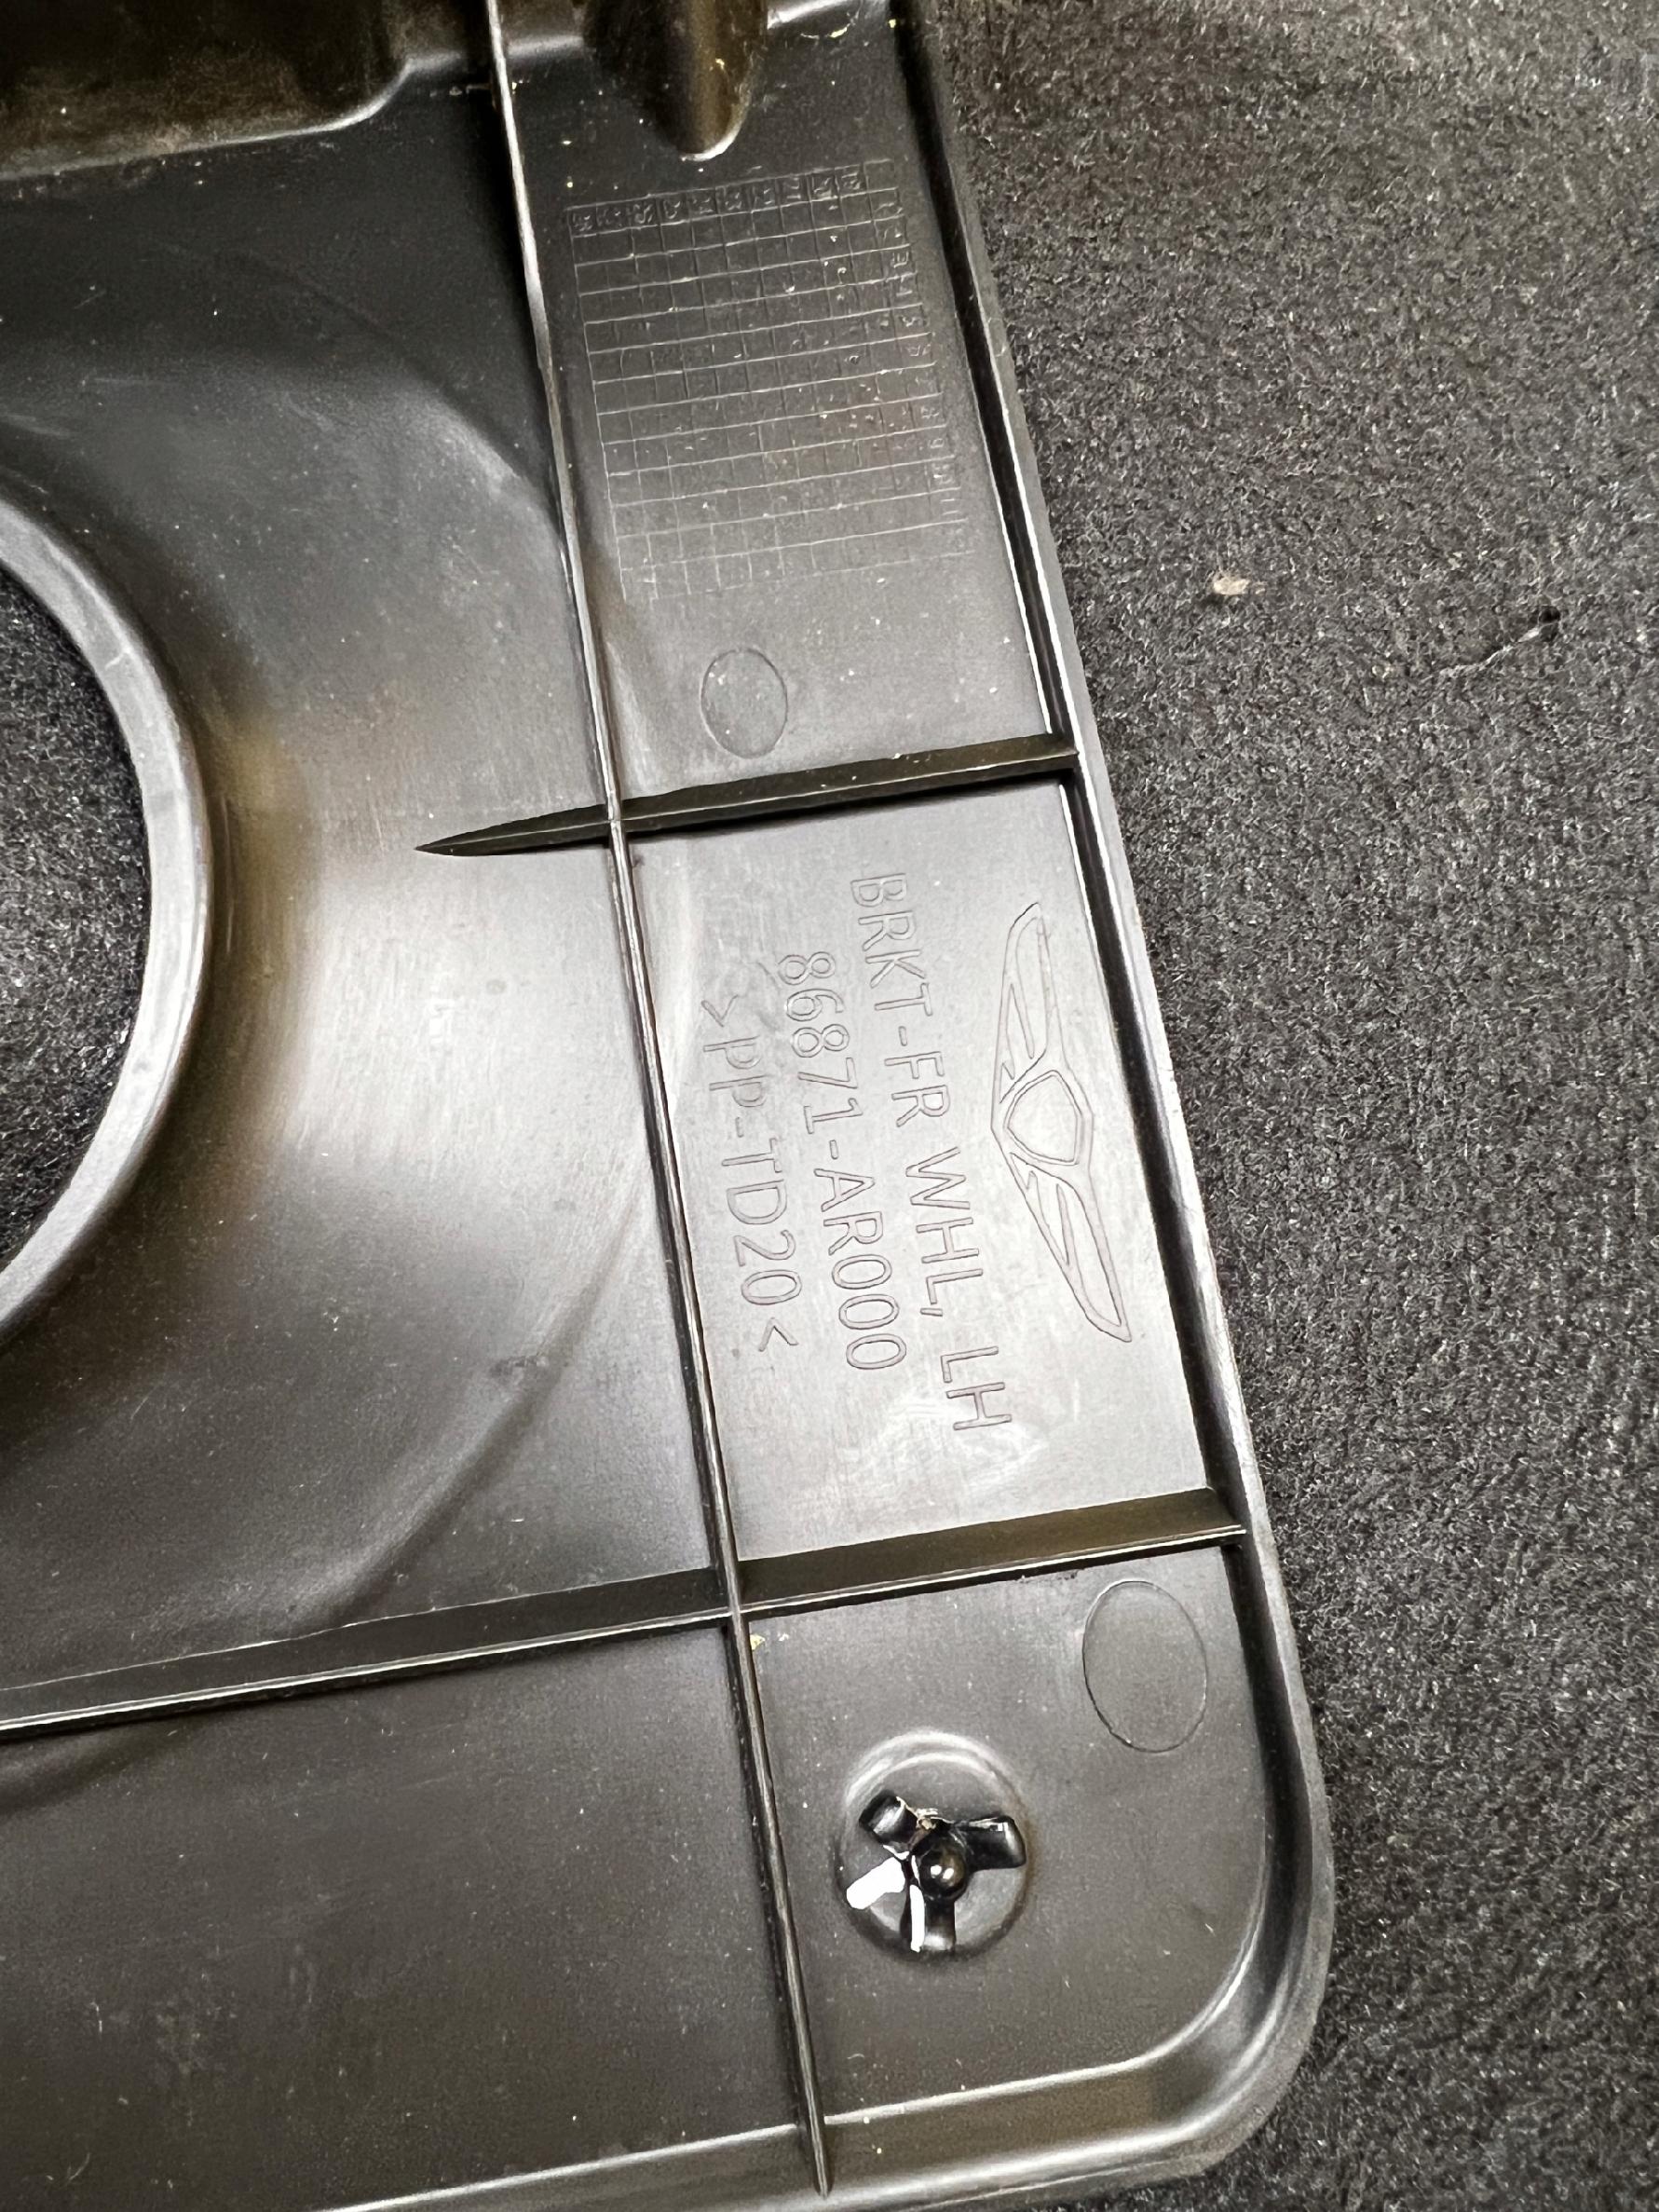 BRKT-FR WHL, LH
86871-AR000
>PP-TD20<